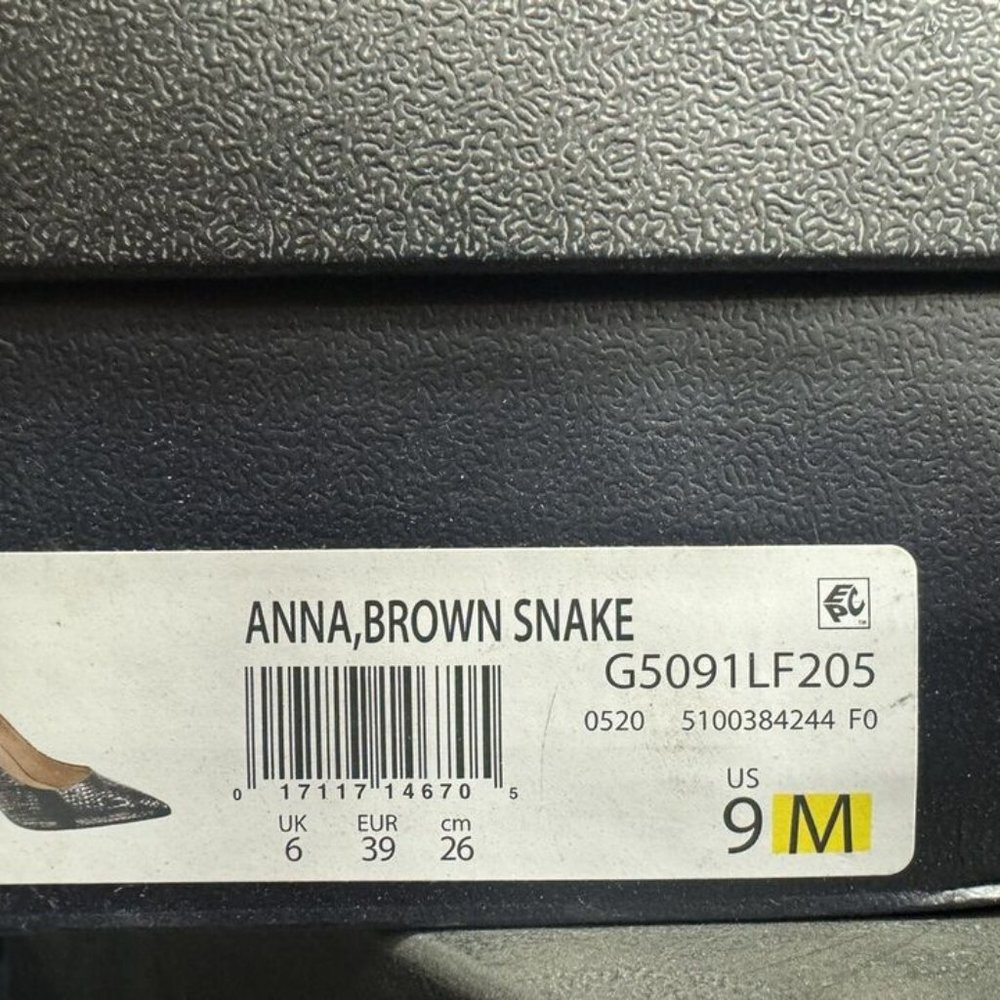 ANNA,BROWN SNAKE
EPC
G5091LF205
0520 5100384244 F0
0 17117 14670 5
US
9 M
UK EUR cm
6 39 26